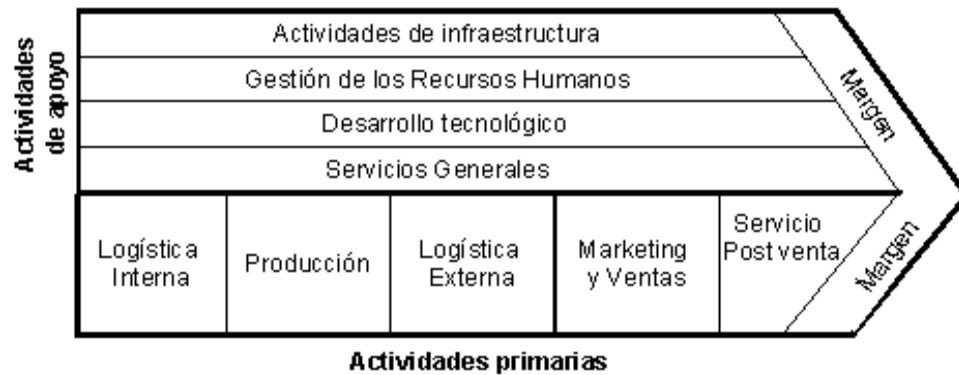 Actividades
de apoyo
Actividades de infraestructura
Gestión de los Recursos Humanos
Desarrollo tecnológico
Servicios Generales
Margen
Logística
Interna
Producción
Logística
Externa
Marketing
y Ventas
Servicio
Post venta
Margen
Actividades primarias